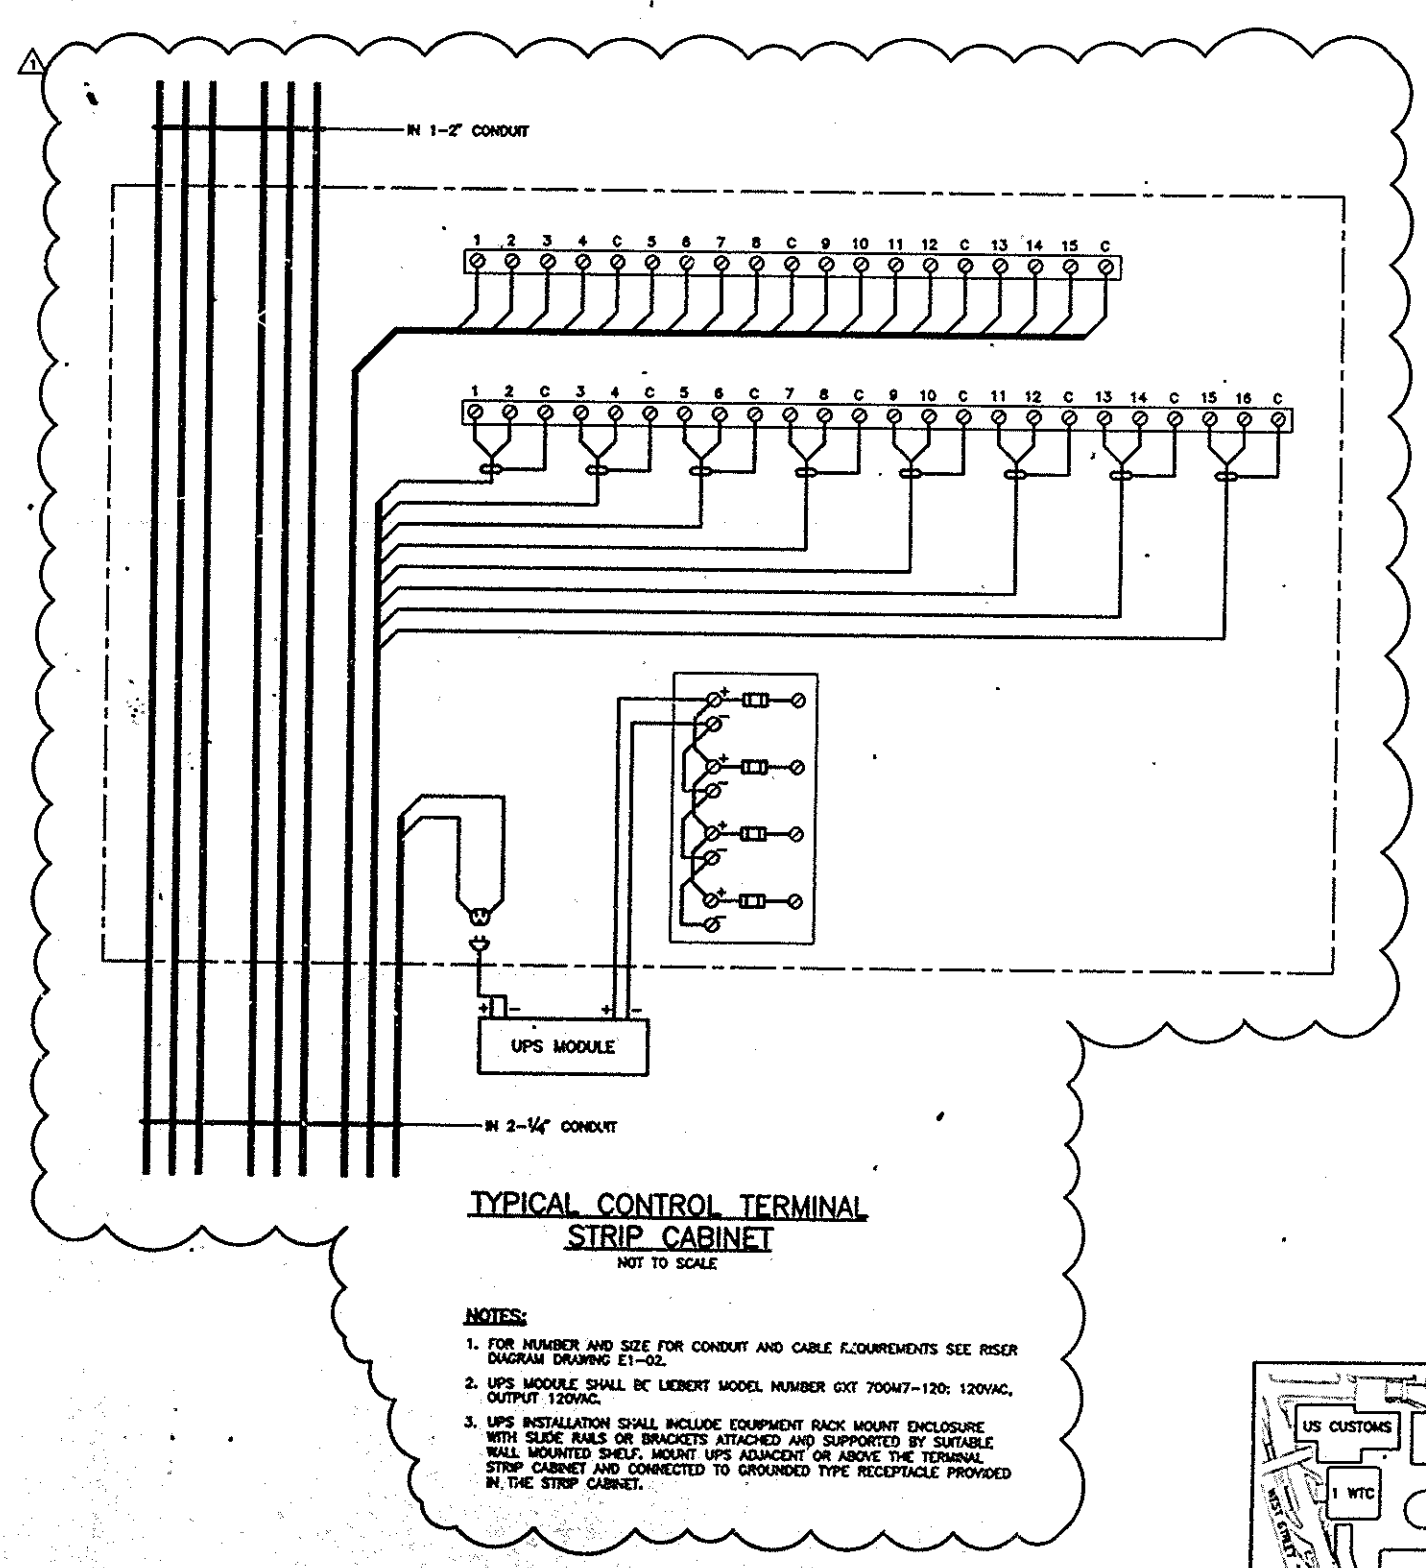 1
IN 1-2" CONDUIT
1 2 3 4 C 5 6 7 8 C 9 10 11 12 C 13 14 15 C
1 2 C 3 4 C 5 6 C 7 8 C 9 10 C 11 12 C 13 14 C 15 16 C
+
-
+
-
+
-
+
-
+ - + -
UPS MODULE
IN 2-1/4" CONDUIT
TYPICAL CONTROL TERMINAL
STRIP CABINET
NOT TO SCALE
NOTES:
1. FOR NUMBER AND SIZE FOR CONDUIT AND CABLE REQUIREMENTS SEE RISER
DIAGRAM DRAWING E1-02.
2. UPS MODULE SHALL BE LIEBERT MODEL NUMBER GXT 700M7-120; 120VAC,
OUTPUT 120VAC.
3. UPS INSTALLATION SHALL INCLUDE EQUIPMENT RACK MOUNT ENCLOSURE
WITH SLIDE RAILS OR BRACKETS ATTACHED AND SUPPORTED BY SUITABLE
WALL MOUNTED SHELF. MOUNT UPS ADJACENT OR ABOVE THE TERMINAL
STRIP CABINET AND CONNECTED TO GROUNDED TYPE RECEPTACLE PROVIDED
IN THE STRIP CABINET.
US CUSTOMS
1 WTC
WEST STREET